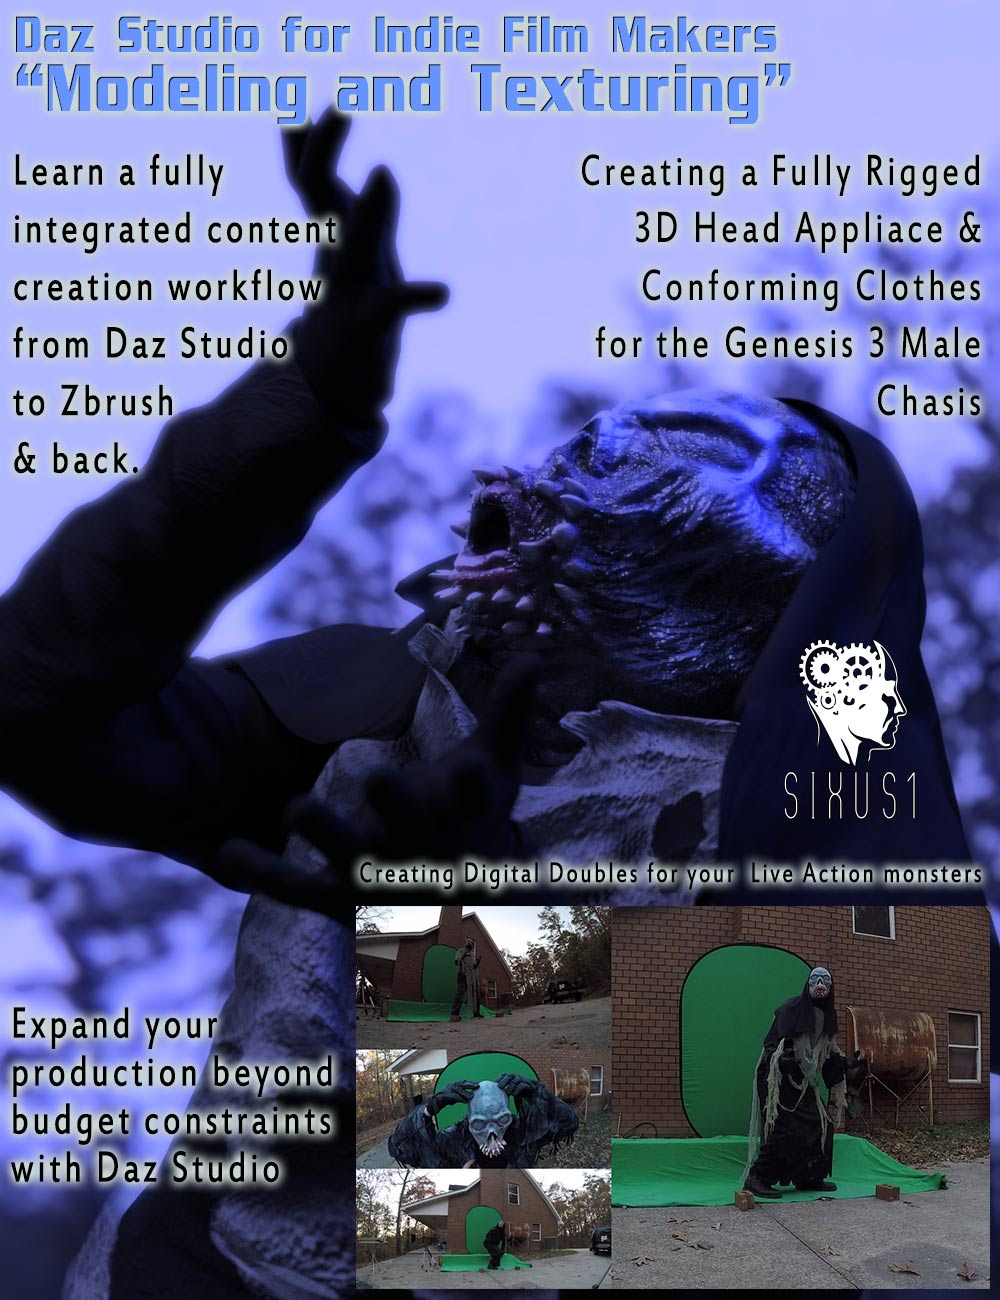 Daz Studio for Indie Film Makers
“Modeling and Texturing”
Learn a fully
integrated content
creation workflow
from Daz Studio
to Zbrush
& back.
Creating a Fully Rigged
3D Head Appliace &
Conforming Clothes
for the Genesis 3 Male
Chasis
SIXUS1
Creating Digital Doubles for your Live Action monsters
Expand your
production beyond
budget constraints
with Daz Studio